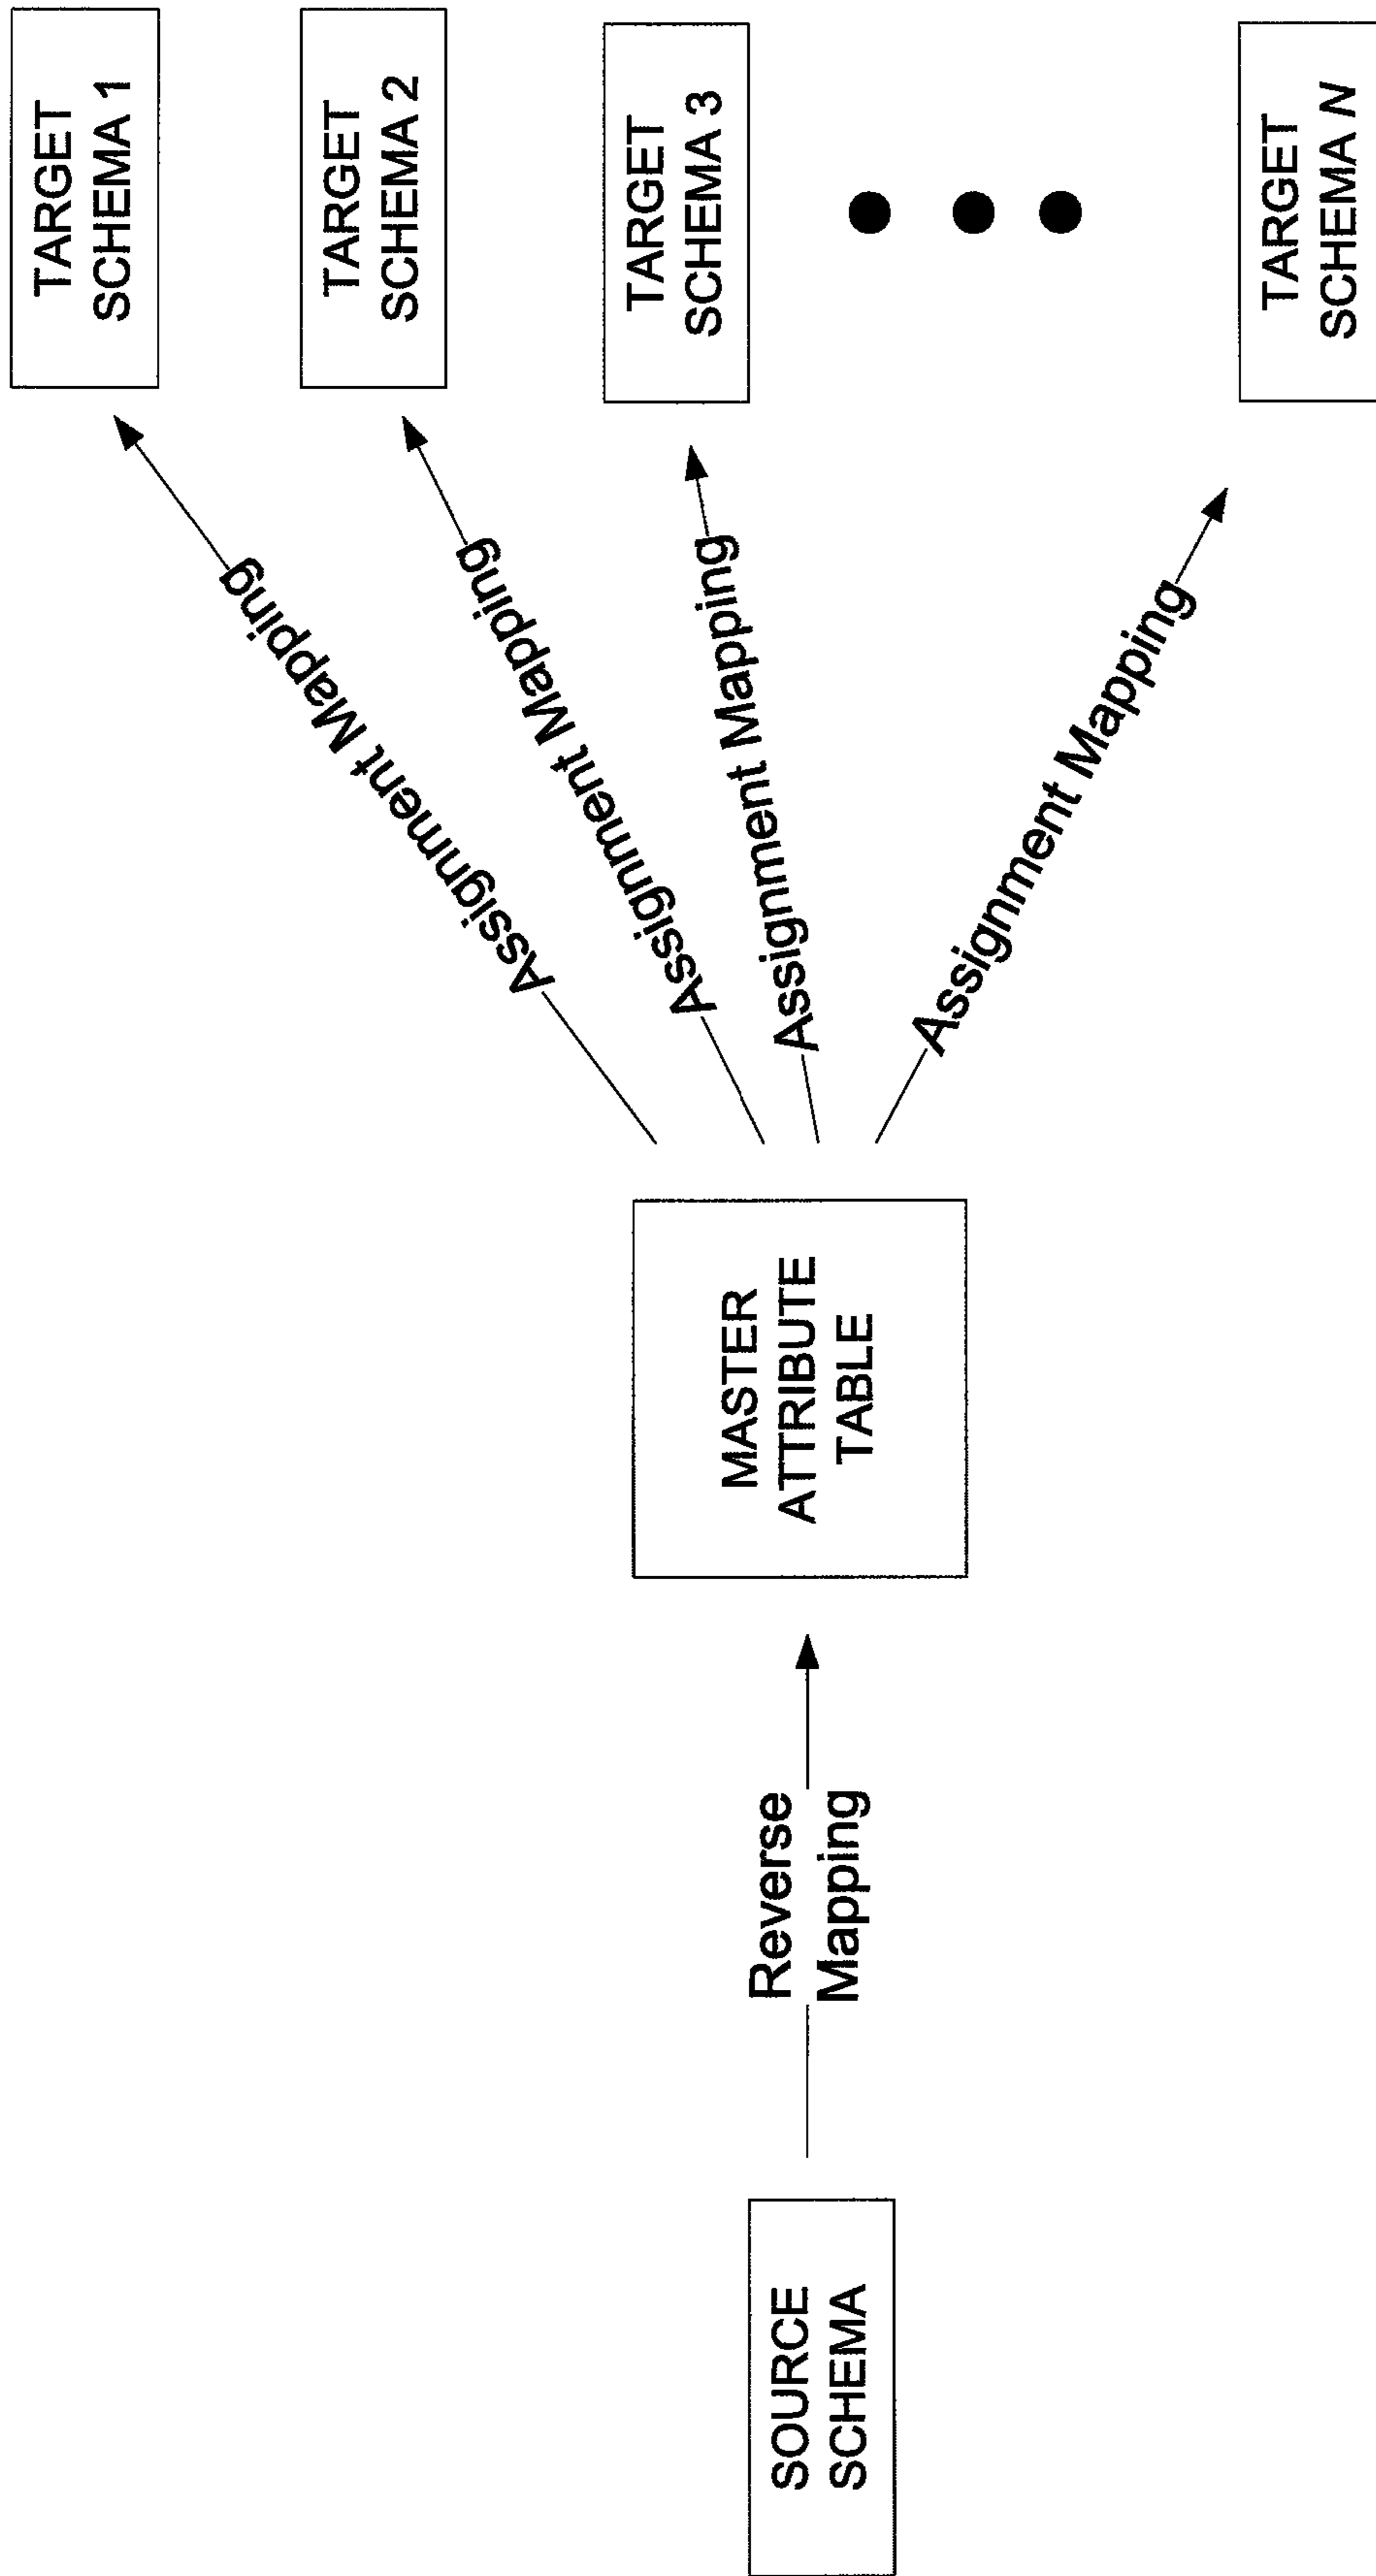 SOURCE
SCHEMA
Reverse
Mapping
MASTER
ATTRIBUTE
TABLE
Assignment Mapping
Assignment Mapping
Assignment Mapping
Assignment Mapping
TARGET
SCHEMA 1
TARGET
SCHEMA 2
TARGET
SCHEMA 3
TARGET
SCHEMA N